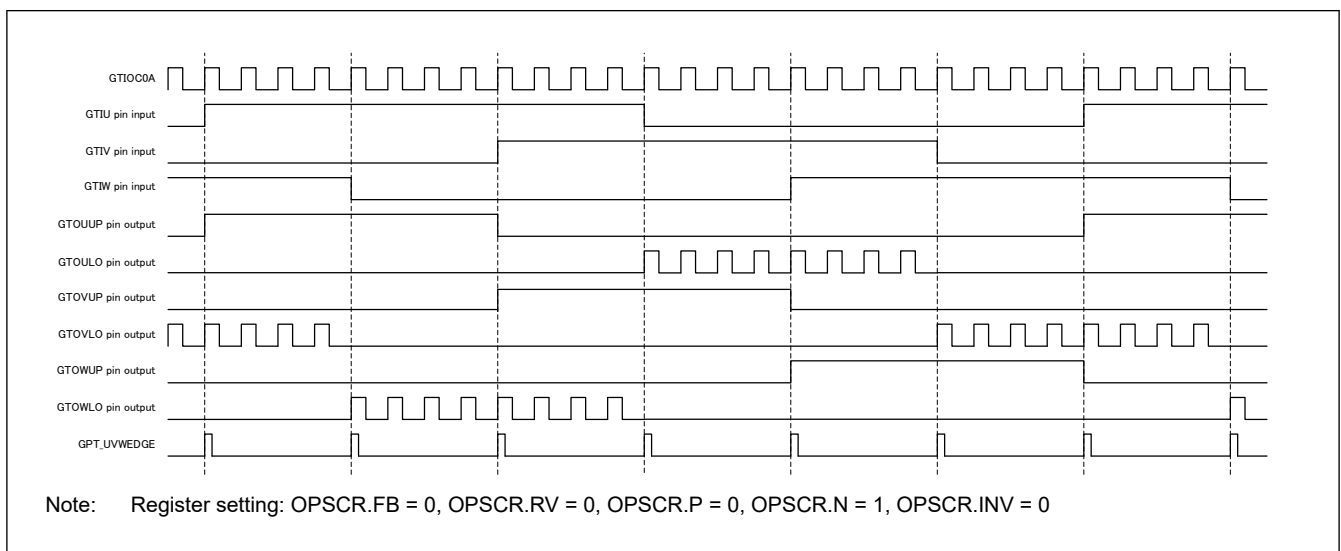 GTIOC0A
GTIU pin input
GTIV pin input
GTIW pin input
GTOUUP pin output
GTOULO pin output
GTOVUP pin output
GTOVLO pin output
GTOWUP pin output
GTOWLO pin output
GPT_UVWEDGE
Note: Register setting: OPSCR.FB = 0, OPSCR.RV = 0, OPSCR.P = 0, OPSCR.N = 1, OPSCR.INV = 0